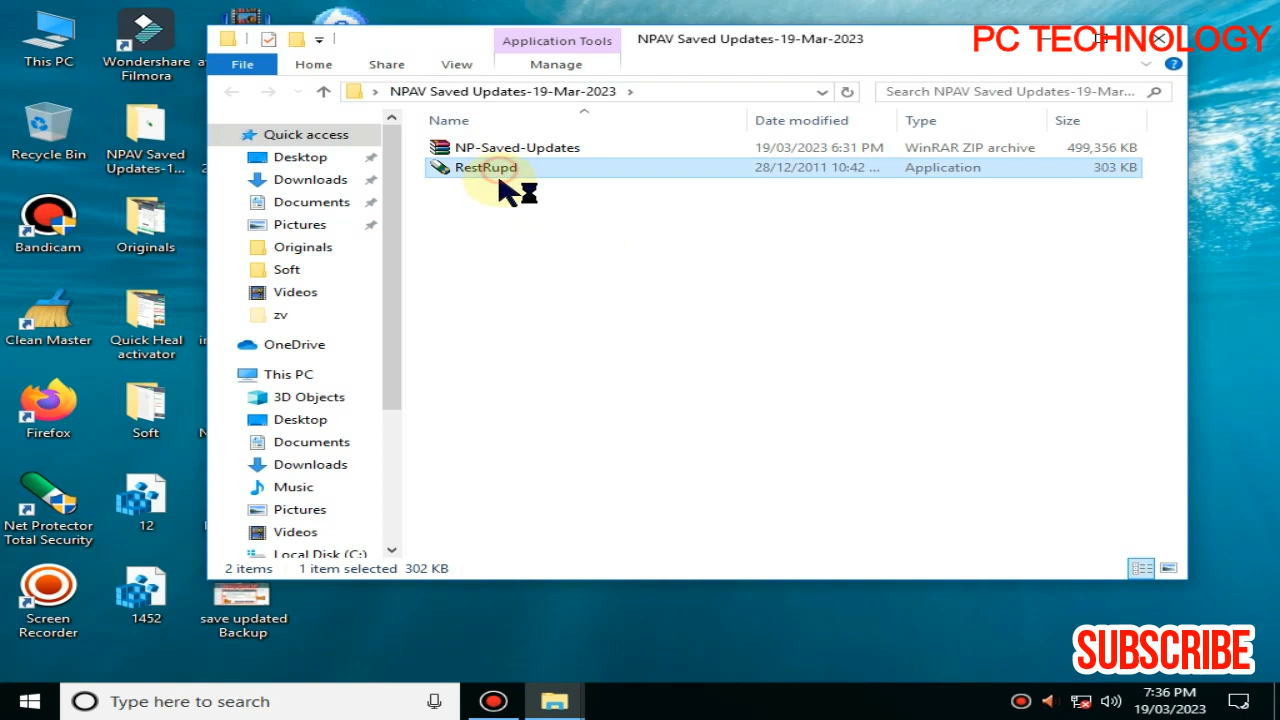 PC TECHNOLOGY
This PC
Wondershare
Filmora
Recycle Bin
NPAV Saved
Updates-1...
Bandicam
Originals
Clean Master
Quick Heal
activator
Firefox
Soft
Net Protector
Total Security
12
Screen
Recorder
1452
save updated
Backup
Application Tools
NPAV Saved Updates-19-Mar-2023
File
Home
Share
View
Manage
NPAV Saved Updates-19-Mar-2023
Search NPAV Saved Updates-19-Mar...
Quick access
Desktop
Downloads
Documents
Pictures
Originals
Soft
Videos
zv
OneDrive
This PC
3D Objects
Desktop
Documents
Downloads
Music
Pictures
Videos
Local Disk (C:)
Name Date modified Type Size
NP-Saved-Updates 19/03/2023 6:31 PM WinRAR ZIP archive 499,356 KB
RestRupd 28/12/2011 10:42 ... Application 303 KB
2 items 1 item selected 302 KB
SUBSCRIBE
Type here to search
7:36 PM
19/03/2023